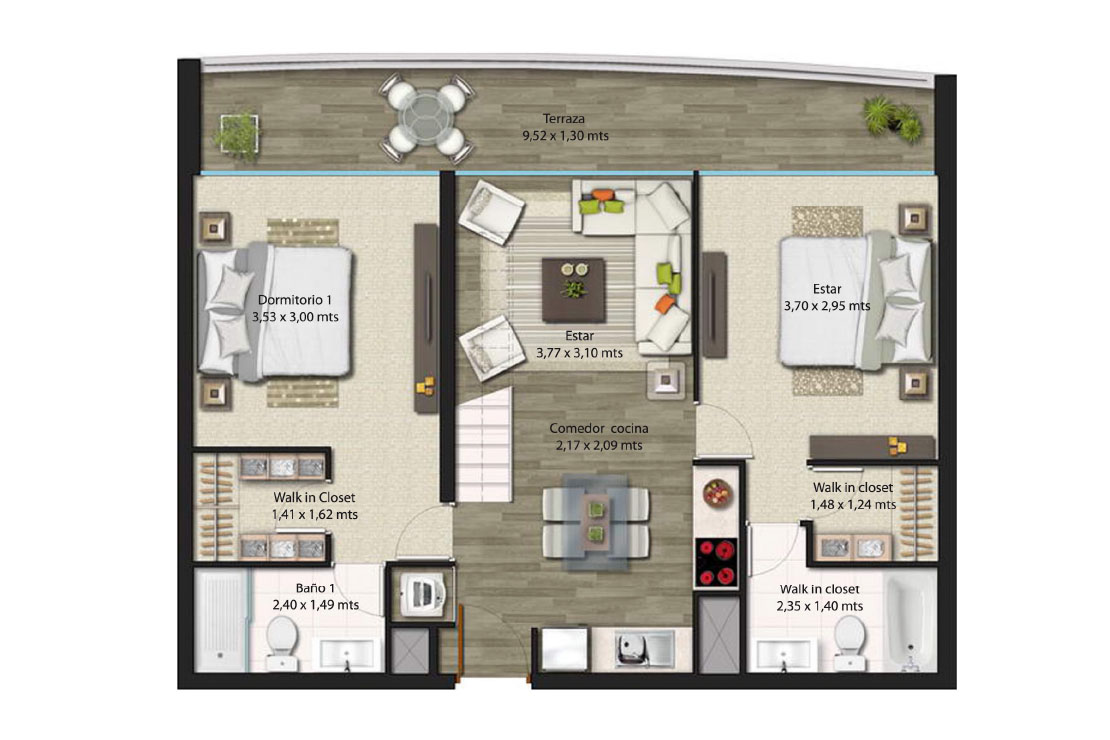 Terraza
9,52 x 1,30 mts
Dormitorio 1
3,53 x 3,00 mts
Estar
3,77 x 3,10 mts
Estar
3,70 x 2,95 mts
Comedor cocina
2,17 x 2,09 mts
Walk in Closet
1,41 x 1,62 mts
Walk in closet
1,48 x 1,24 mts
Baño 1
2,40 x 1,49 mts
Walk in closet
2,35 x 1,40 mts